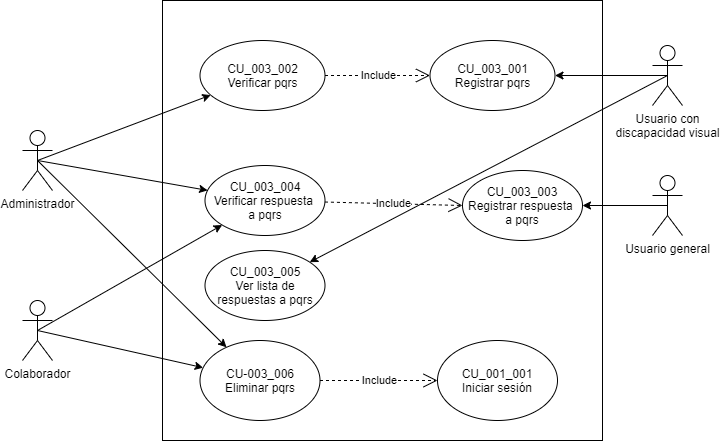 CU_003_002
Verificar pqrs
Include
CU_003_001
Registrar pqrs
Usuario con
discapacidad visual
Administrador
CU_003_004
Verificar respuesta
a pqrs
Include
CU_003_003
Registrar respuesta
a pqrs
Usuario general
CU_003_005
Ver lista de
respuestas a pqrs
Colaborador
CU-003_006
Eliminar pqrs
Include
CU_001_001
Iniciar sesión